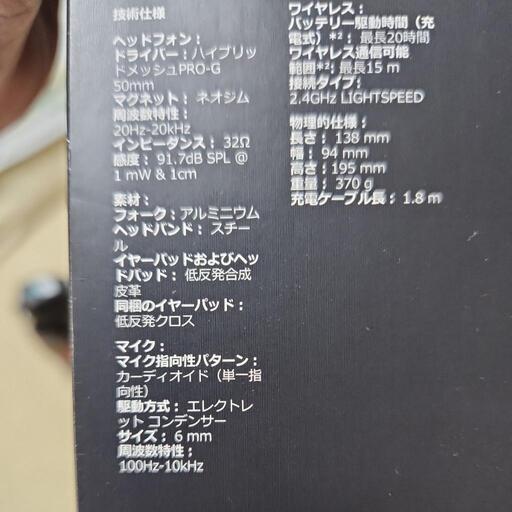 技術仕様
ヘッドフォン：
ドライバー：ハイブリッ
ドメッシュPRO-G
50mm
マグネット： ネオジム
周波数特性：
20Hz-20kHz
インピーダンス： 32Ω
感度： 91.7dB SPL @
1 mW & 1cm
素材：
フォーク：アルミニウム
ヘッドバンド： スチー
ル
イヤーパッドおよびヘッ
ドパッド： 低反発合成
皮革
同梱のイヤーパッド：
低反発クロス
マイク：
マイク指向性パターン：
カーディオイド（単一指
向性）
駆動方式： エレクトレ
ット コンデンサー
サイズ： 6 mm
周波数特性：
100Hz-10kHz
ワイヤレス：
バッテリー駆動時間（充
電式）*²： 最長20時間
ワイヤレス通信可能
範囲*²： 最長15 m
接続タイプ：
2.4GHz LIGHTSPEED
物理的仕様：
長さ： 138 mm
幅： 94 mm
高さ： 195 mm
重量： 370 g
充電ケーブル長： 1.8 m